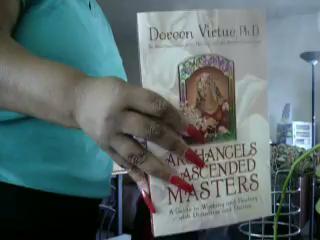 Doreen Virtue, Ph.D.
ARCHANGELS
& ASCENDED
MASTERS
A Guide to Working and Healing
with Divinities and Deities